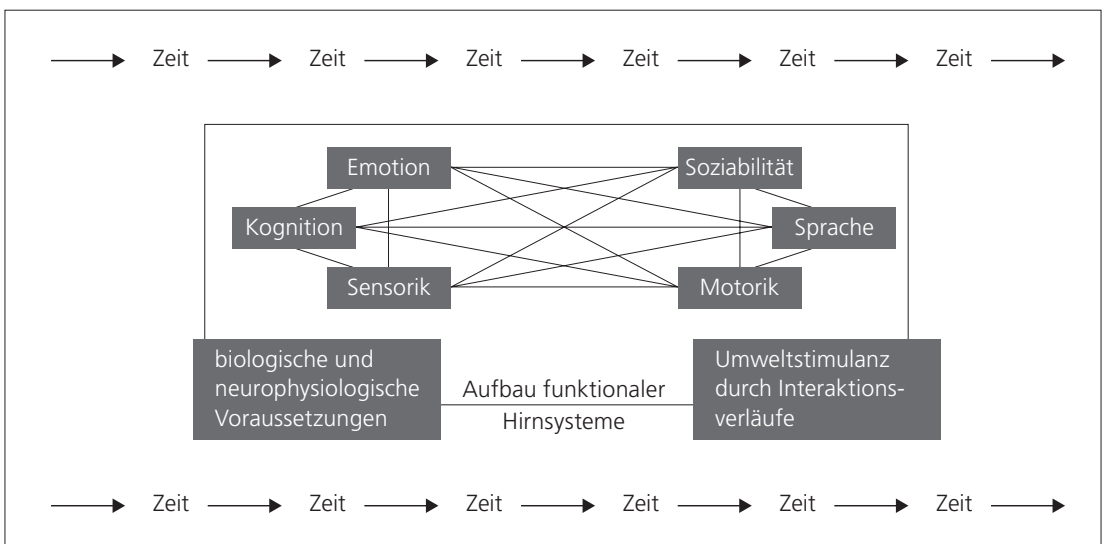 Zeit Zeit Zeit Zeit Zeit Zeit
Emotion Soziabilität
Kognition Sprache
Sensorik Motorik
biologische und
neurophysiologische
Voraussetzungen
Aufbau funktionaler
Hirnsysteme
Umweltstimulanz
durch Interaktions-
verläufe
Zeit Zeit Zeit Zeit Zeit Zeit